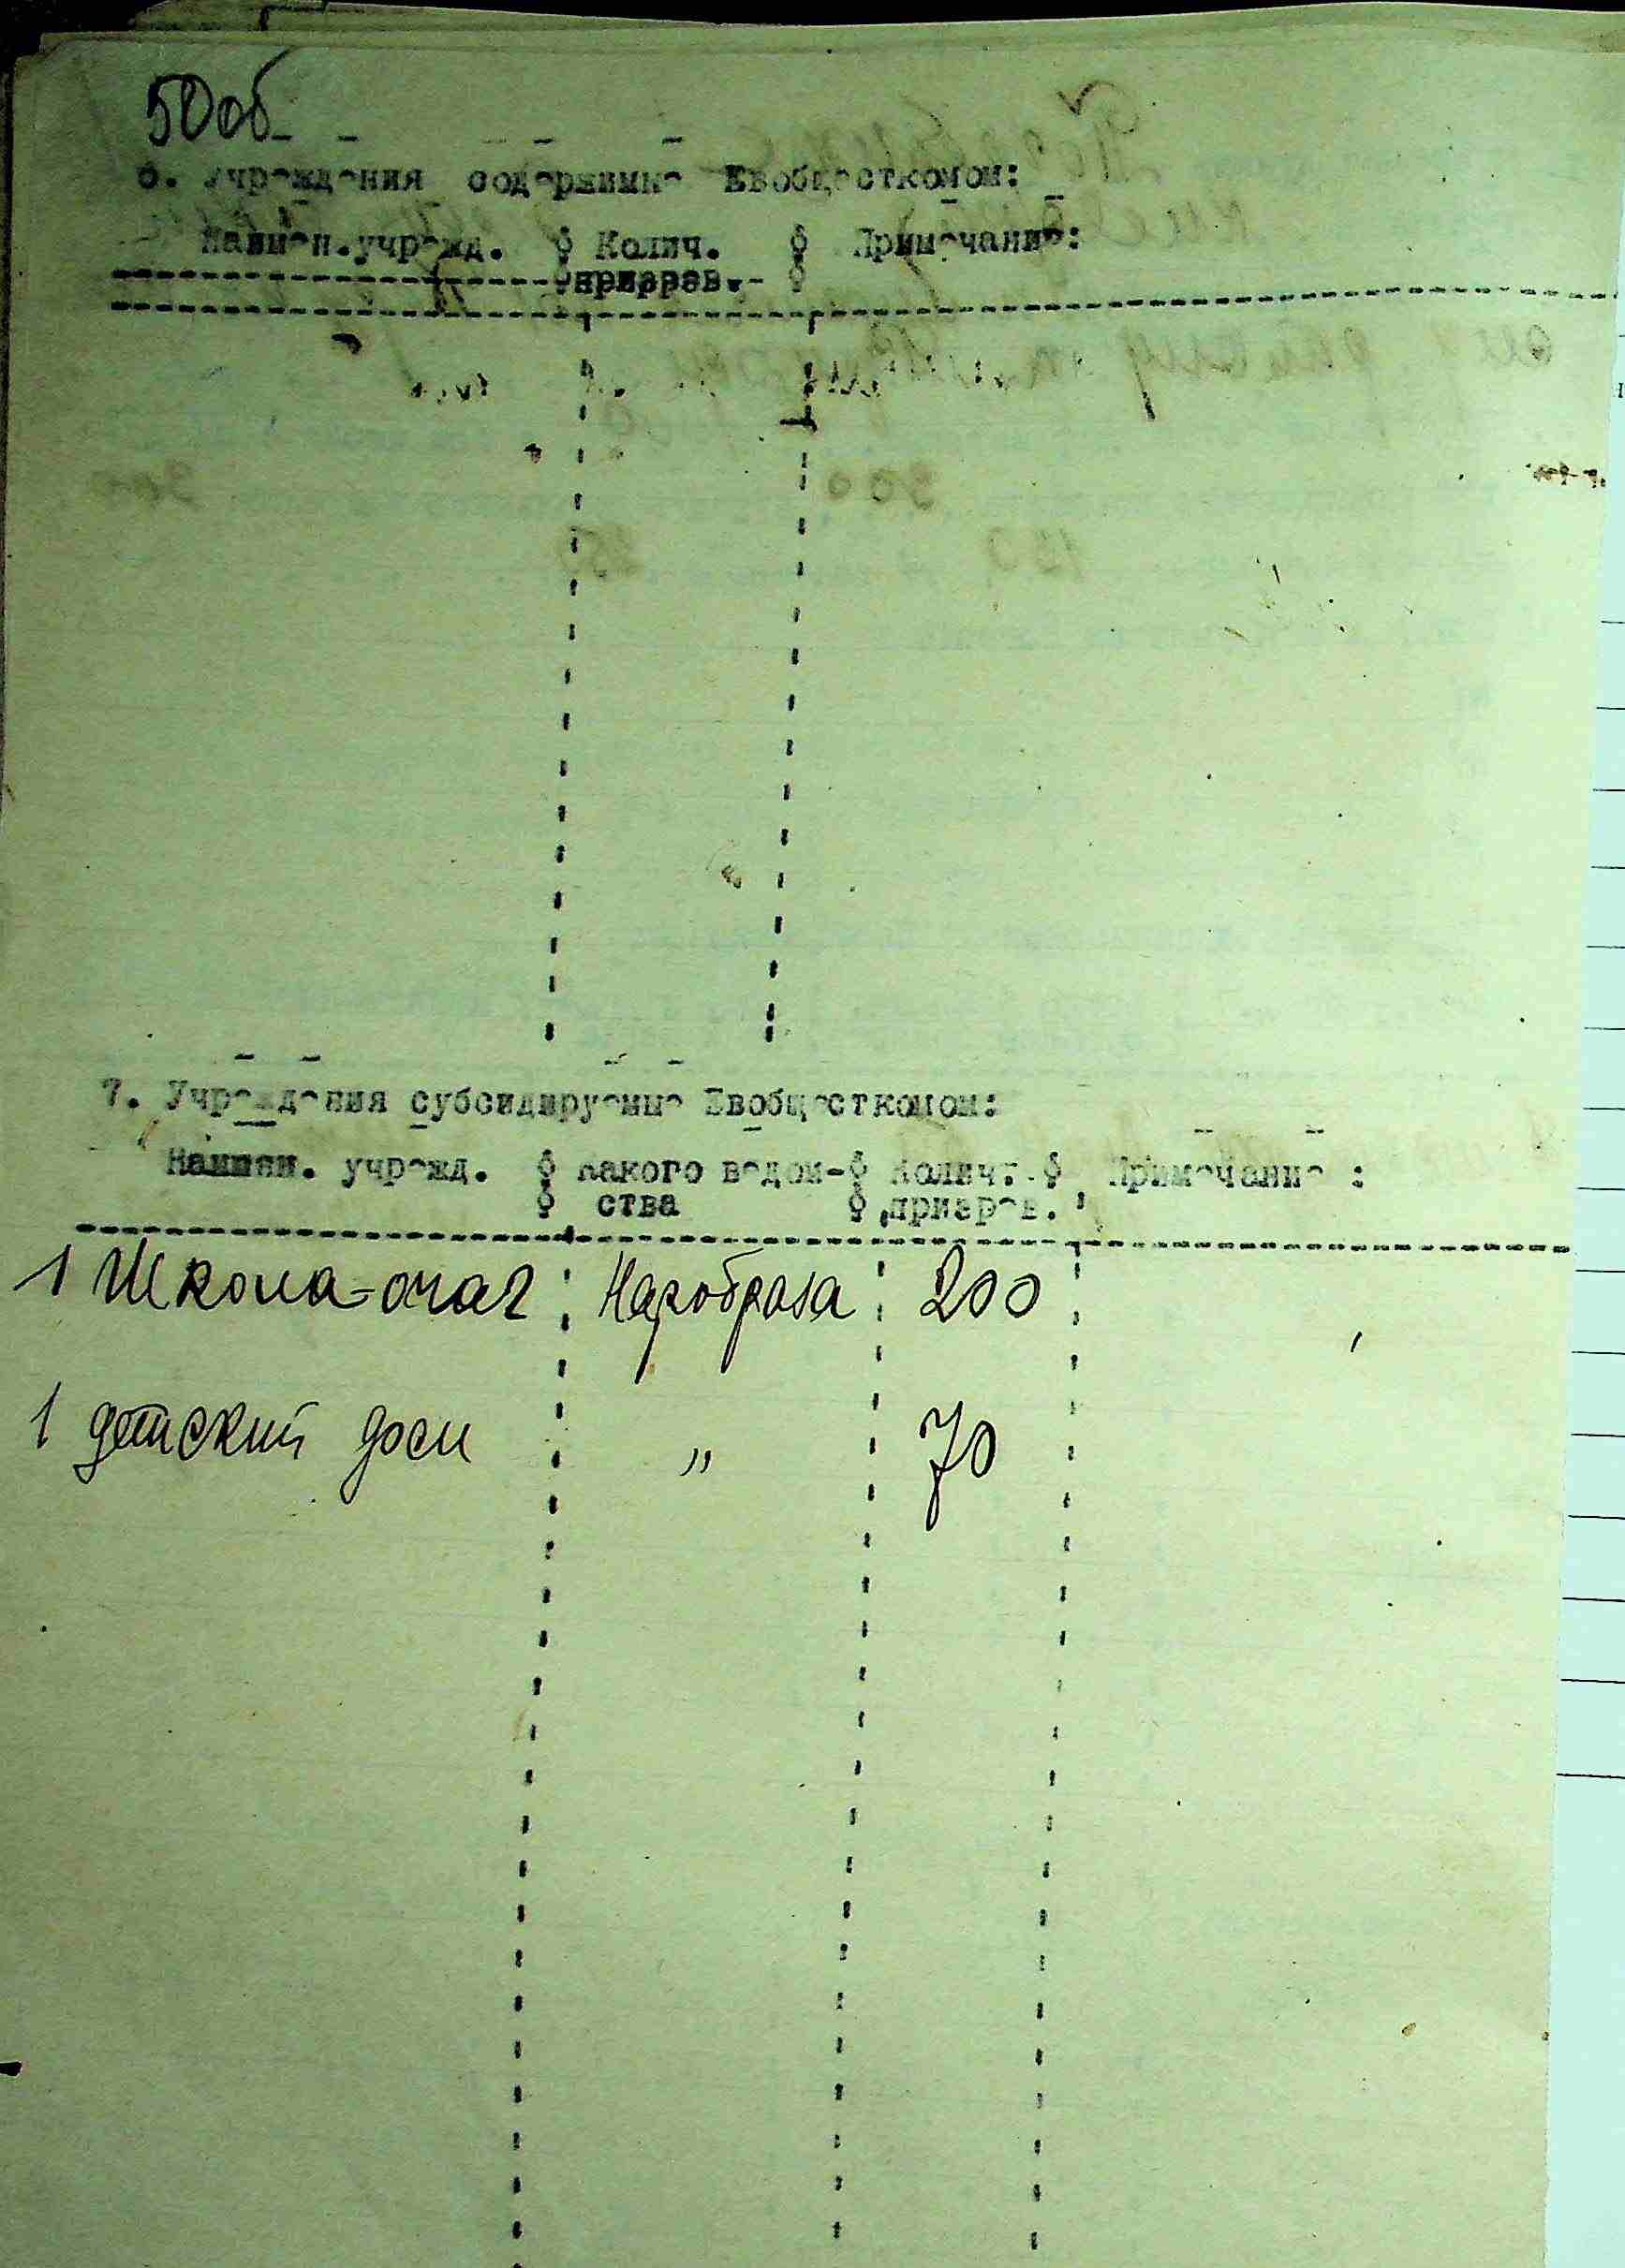 50об
6. Учреждения содержимые Евобщесткомом:
Наимен.учрежд. Колич. Примечание:
призрев.
7. Учреждения субсидируемые Евобщесткомом:
Наимен. учрежд. Какого ведом- Колич. Примечание :
ства призрев.
1 Школа-очаг Наробраза 200
1 детский дом " 70